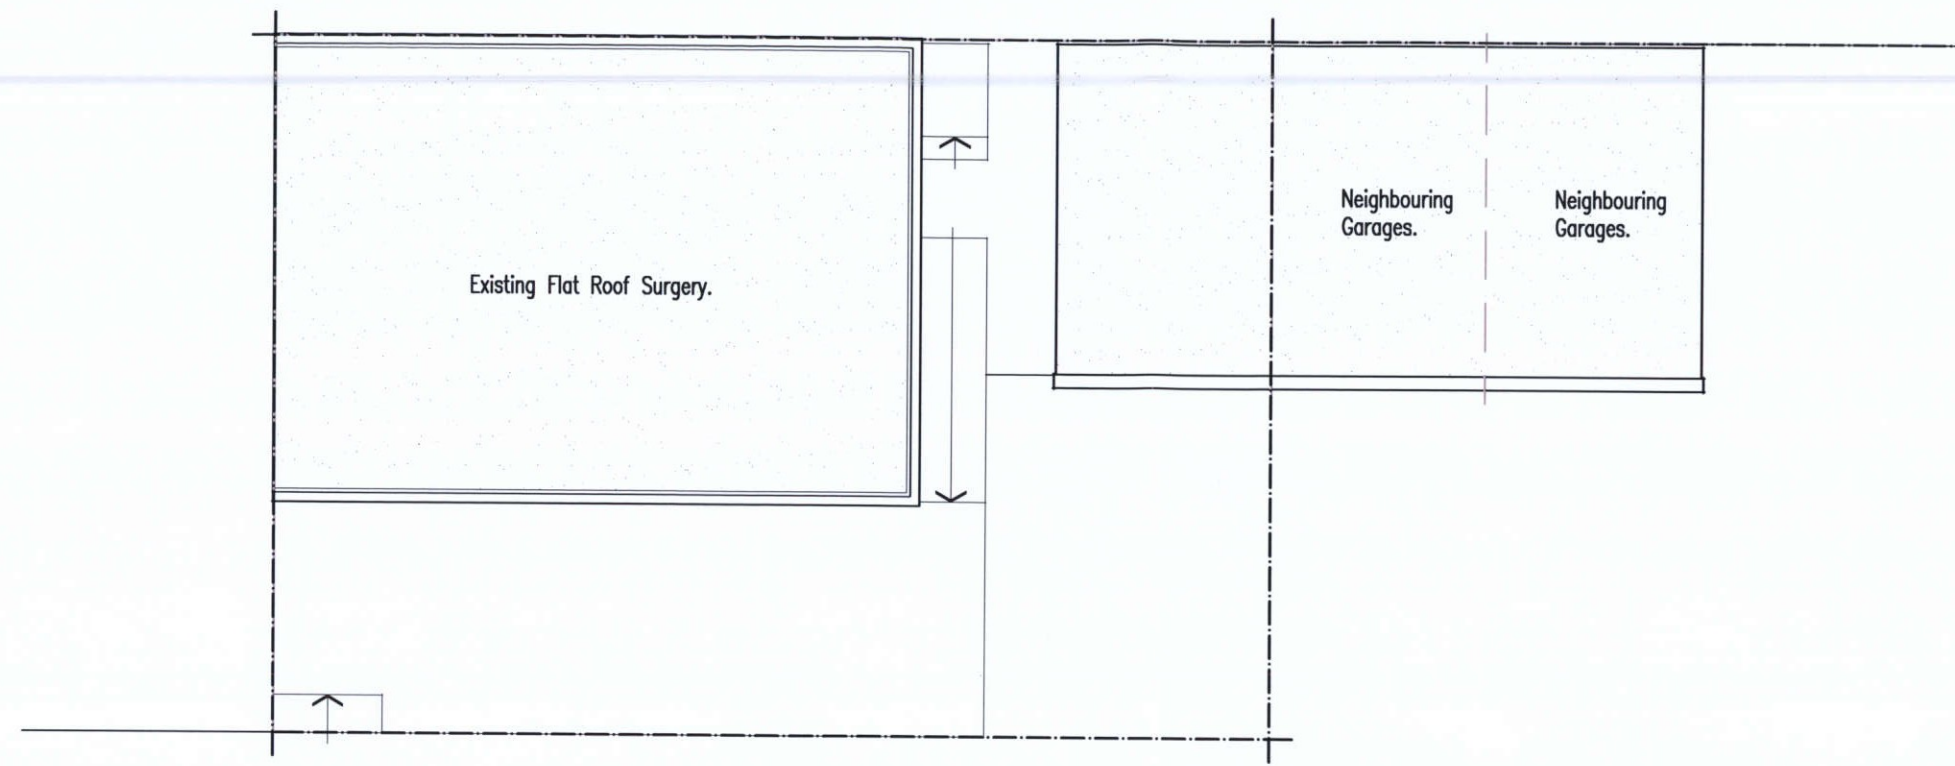 Neighbouring
Garages.
Neighbouring
Garages.
Existing Flat Roof Surgery.